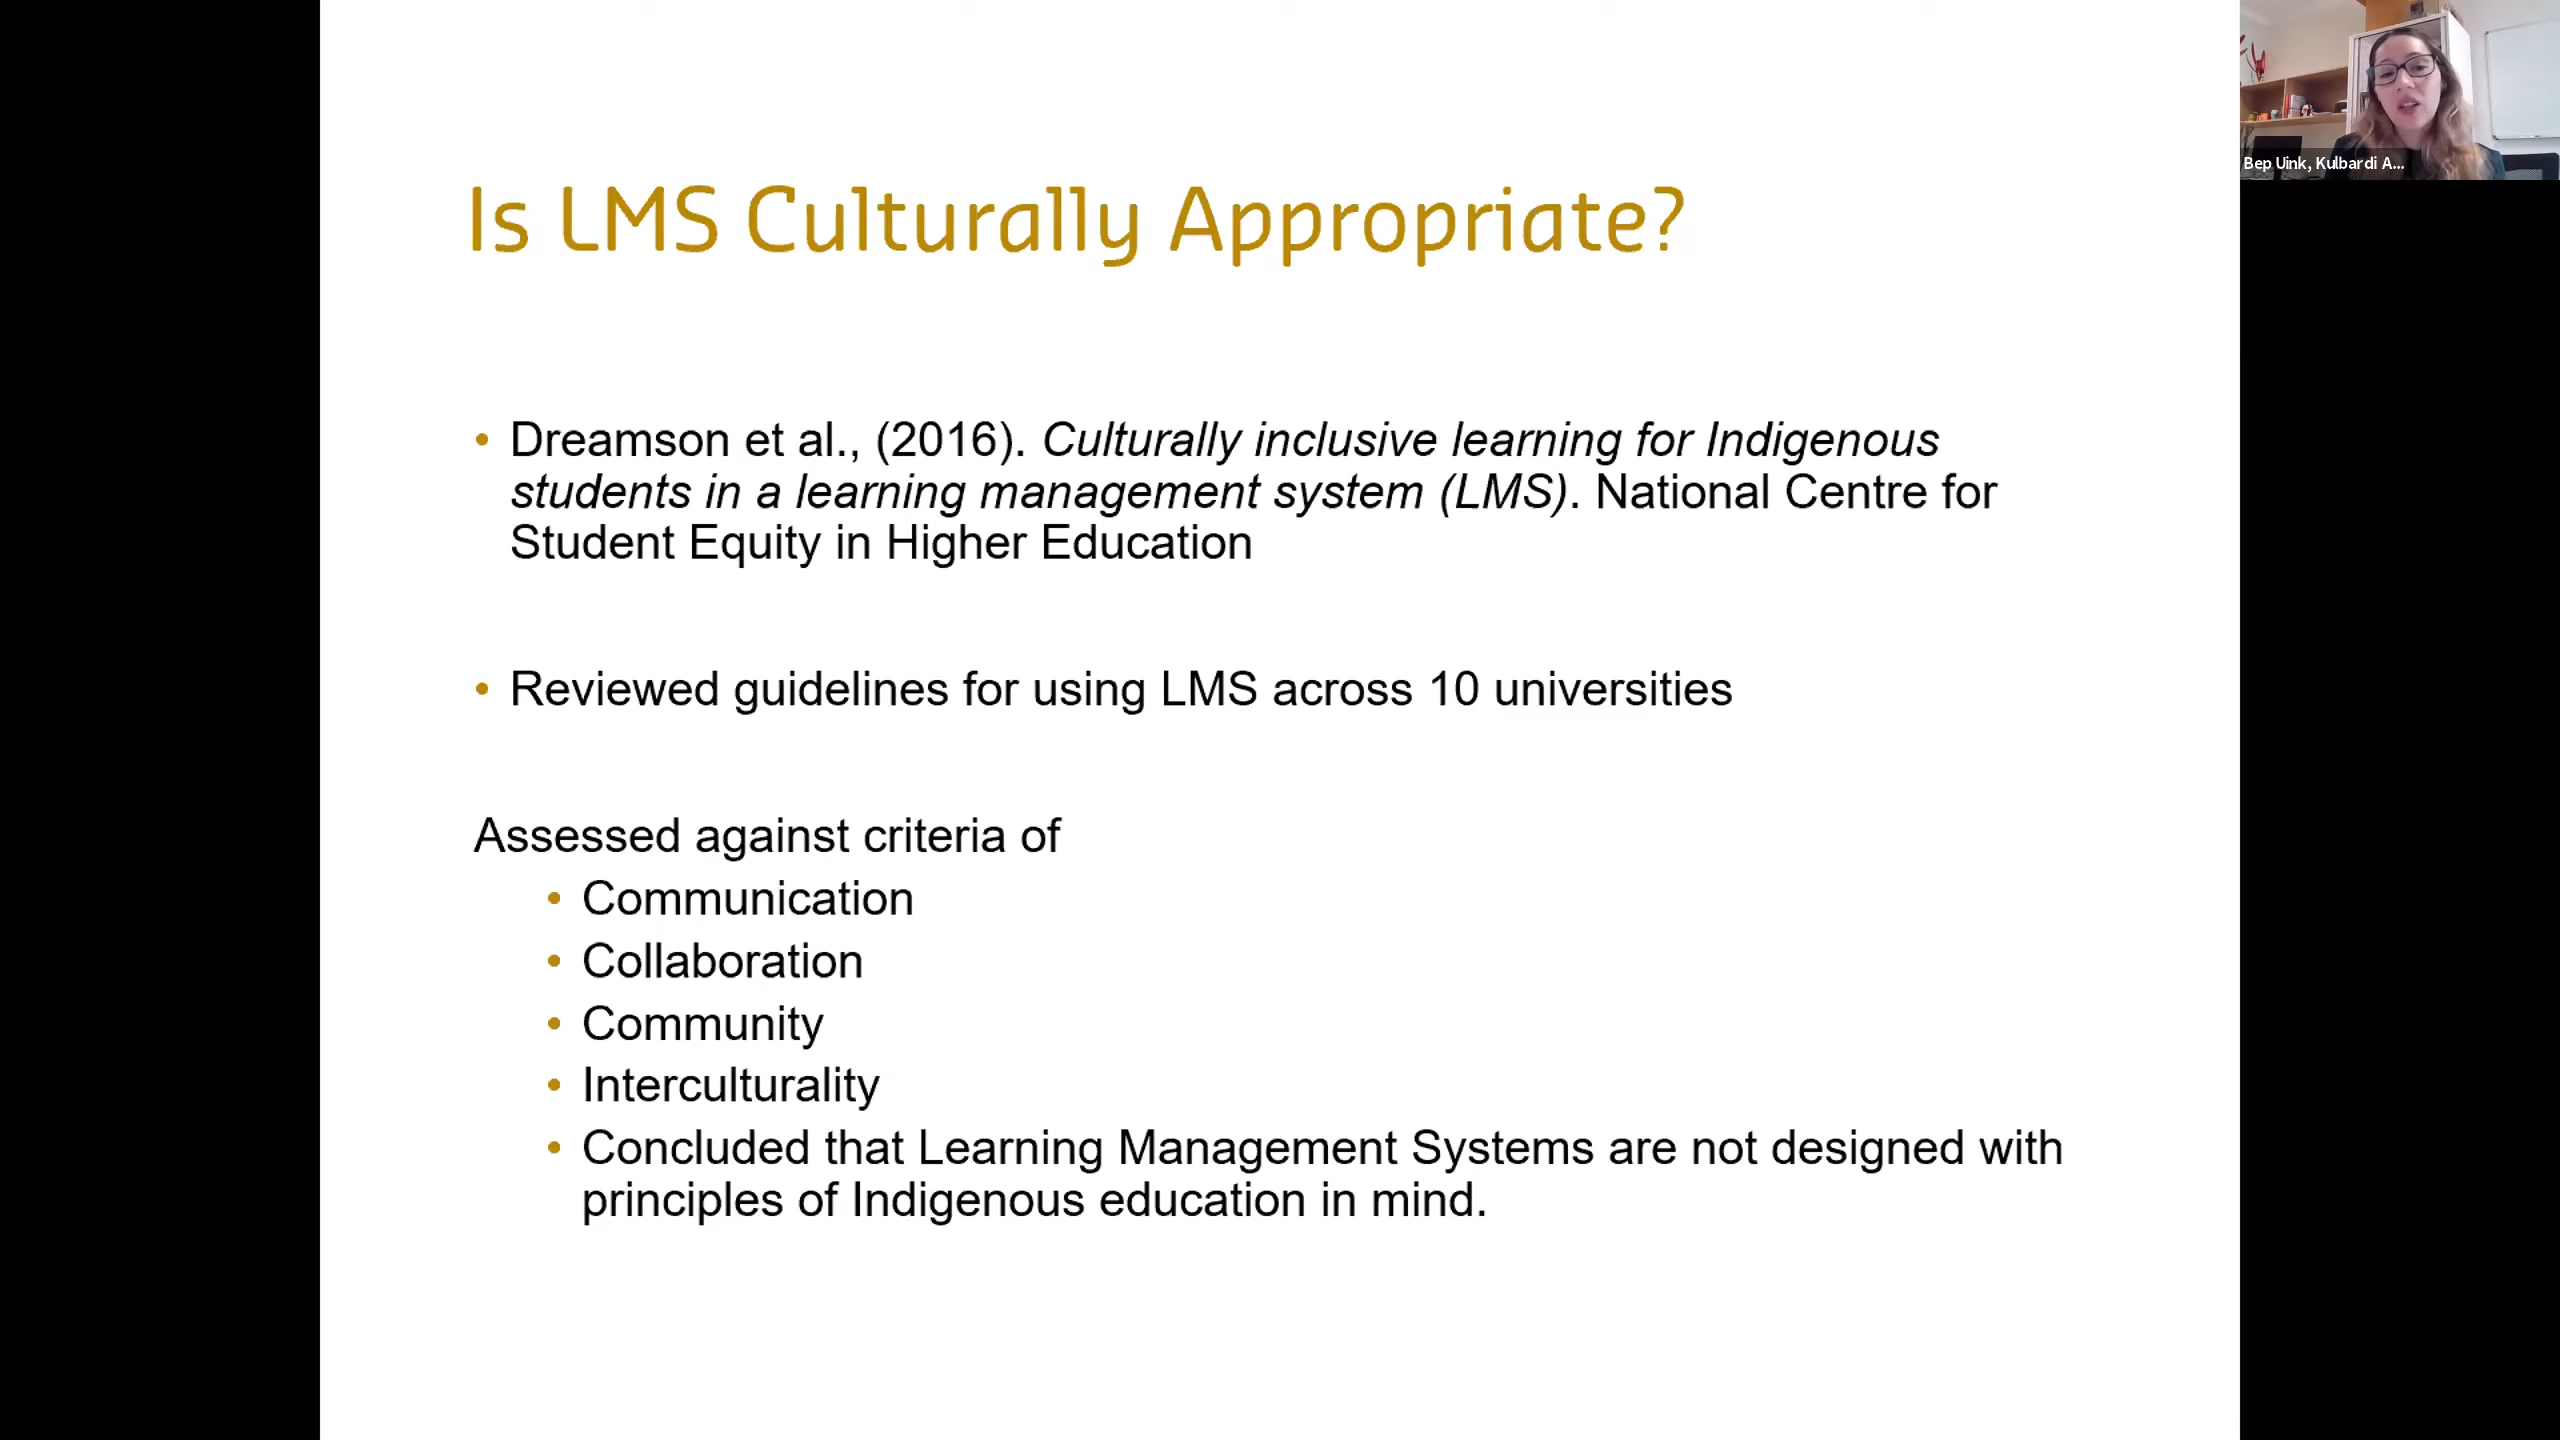 Is LMS Culturally Appropriate?
• Dreamson et al., (2016). Culturally inclusive learning for Indigenous
students in a learning management system (LMS). National Centre for
Student Equity in Higher Education
• Reviewed guidelines for using LMS across 10 universities
Assessed against criteria of
• Communication
• Collaboration
• Community
• Interculturality
• Concluded that Learning Management Systems are not designed with
principles of Indigenous education in mind.
Bep Uink, Kulbardi A...